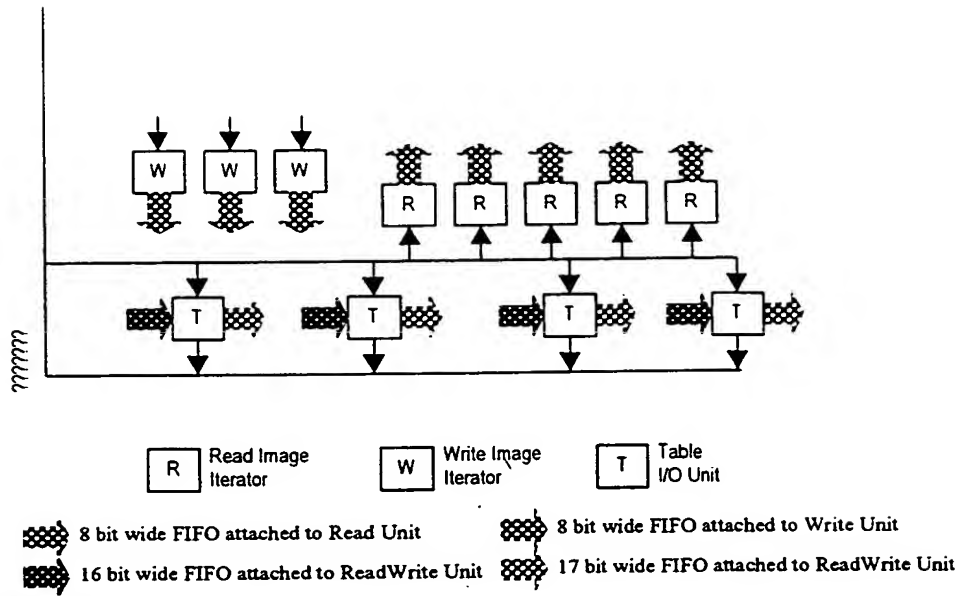 W W W
R R R R R
T T T T
???????
R Read Image Iterator
W Write Image Iterator
T Table I/O Unit
8 bit wide FIFO attached to Read Unit
8 bit wide FIFO attached to Write Unit
16 bit wide FIFO attached to ReadWrite Unit
17 bit wide FIFO attached to ReadWrite Unit